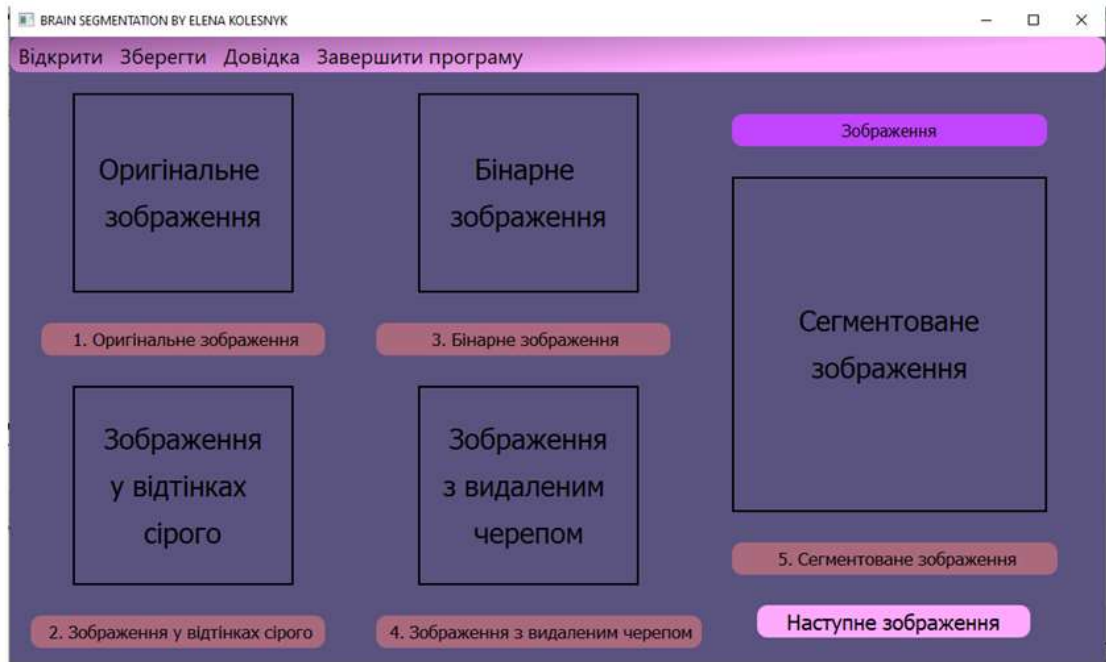 BRAIN SEGMENTATION BY ELENA KOLESNYK
Відкрити Зберегти Довідка Завершити програму
Оригінальне
зображення
1. Оригінальне зображення
Зображення
у відтінках
сірого
2. Зображення у відтінках сірого
Бінарне
зображення
3. Бінарне зображення
Зображення
з видаленим
черепом
4. Зображення з видаленим черепом
Зображення
Сегментоване
зображення
5. Сегментоване зображення
Наступне зображення